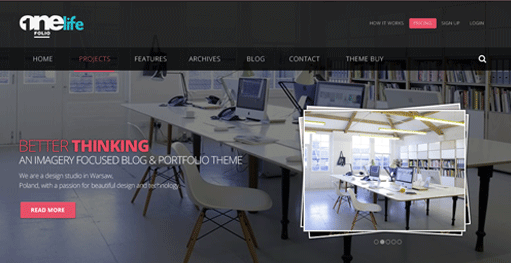 one life
FOLIO
HOW IT WORKS PRICING SIGN UP LOGIN
HOME PROJECTS FEATURES ARCHIVES BLOG CONTACT THEME BUY
BETTER THINKING
AN IMAGERY FOCUSED BLOG & PORTFOLIO THEME
We are a design studio in Warsaw,
Poland, with a passion for beautiful design and technology.
READ MORE